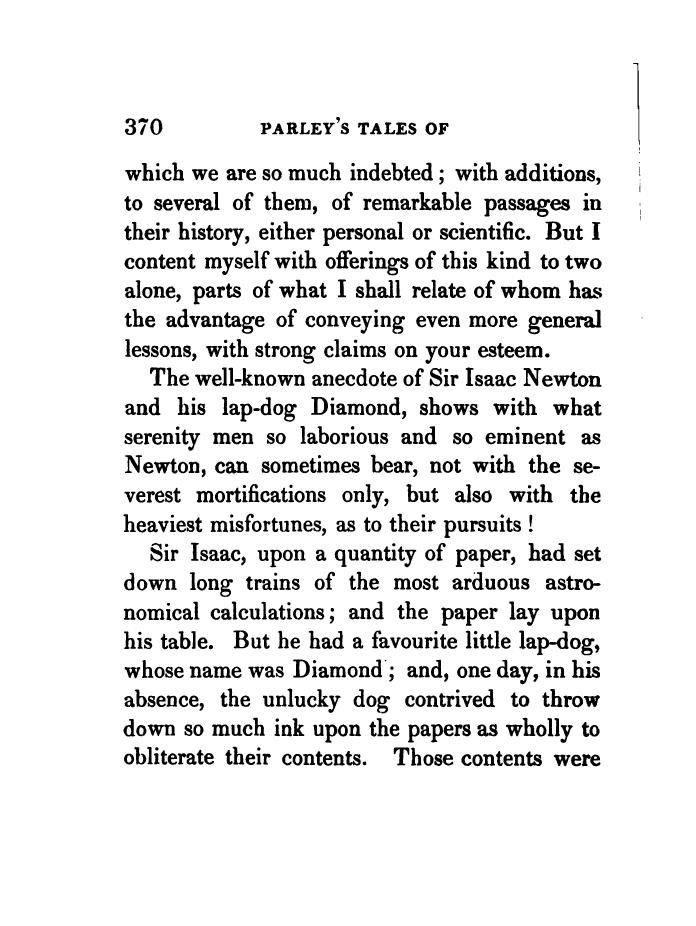 370 PARLEY'S TALES OF
which we are so much indebted ; with additions,
to several of them, of remarkable passages in
their history, either personal or scientific. But I
content myself with offerings of this kind to two
alone, parts of what I shall relate of whom has
the advantage of conveying even more general
lessons, with strong claims on your esteem.
The well-known anecdote of Sir Isaac Newton
and his lap-dog Diamond, shows with what
serenity men so laborious and so eminent as
Newton, can sometimes bear, not with the se-
verest mortifications only, but also with the
heaviest misfortunes, as to their pursuits !
Sir Isaac, upon a quantity of paper, had set
down long trains of the most arduous astro-
nomical calculations ; and the paper lay upon
his table. But he had a favourite little lap-dog,
whose name was Diamond ; and, one day, in his
absence, the unlucky dog contrived to throw
down so much ink upon the papers as wholly to
obliterate their contents. Those contents were